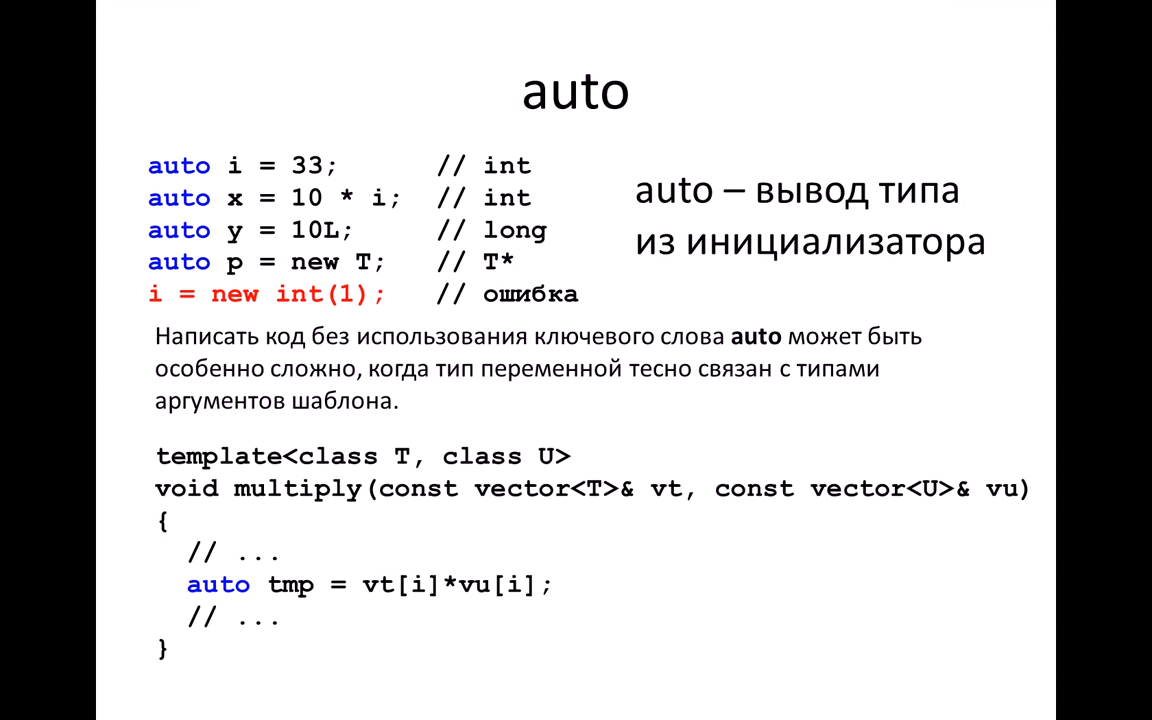 auto
auto i = 33; // int
auto x = 10 * i; // int
auto y = 10L; // long
auto p = new T; // T*
i = new int(1); // ошибка
auto – вывод типа
из инициализатора
Написать код без использования ключевого слова auto может быть
особенно сложно, когда тип переменной тесно связан с типами
аргументов шаблона.
template<class T, class U>
void multiply(const vector<T>& vt, const vector<U>& vu)
{
// ...
auto tmp = vt[i]*vu[i];
// ...
}